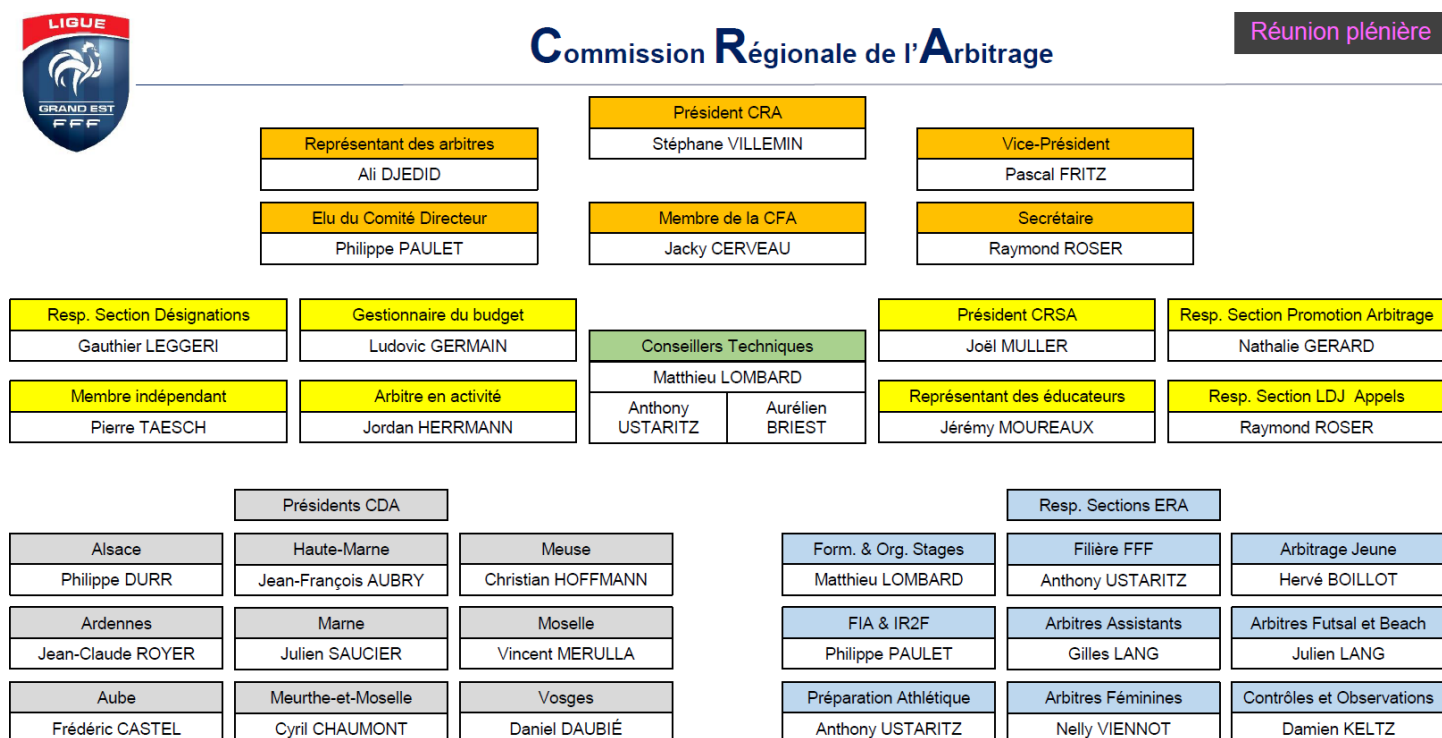 LIGUE
GRAND EST
FFF
Commission Régionale de l'Arbitrage
Réunion plénière
Président CRA
Stéphane VILLEMIN
Représentant des arbitres
Ali DJEDID
Vice-Président
Pascal FRITZ
Elu du Comité Directeur
Philippe PAULET
Membre de la CFA
Jacky CERVEAU
Secrétaire
Raymond ROSER
Resp. Section Désignations
Gauthier LEGGERI
Gestionnaire du budget
Ludovic GERMAIN
Conseillers Techniques
Matthieu LOMBARD
Anthony
USTARITZ
Aurélien
BRIEST
Président CRSA
Joël MULLER
Resp. Section Promotion Arbitrage
Nathalie GERARD
Membre indépendant
Pierre TAESCH
Arbitre en activité
Jordan HERRMANN
Représentant des éducateurs
Jérémy MOUREAUX
Resp. Section LDJ Appels
Raymond ROSER
Présidents CDA
Alsace
Philippe DURR
Haute-Marne
Jean-François AUBRY
Meuse
Christian HOFFMANN
Ardennes
Jean-Claude ROYER
Marne
Julien SAUCIER
Moselle
Vincent MERULLA
Aube
Frédéric CASTEL
Meurthe-et-Moselle
Cyril CHAUMONT
Vosges
Daniel DAUBIÉ
Resp. Sections ERA
Form. & Org. Stages
Matthieu LOMBARD
Filière FFF
Anthony USTARITZ
Arbitrage Jeune
Hervé BOILLOT
FIA & IR2F
Philippe PAULET
Arbitres Assistants
Gilles LANG
Arbitres Futsal et Beach
Julien LANG
Préparation Athlétique
Anthony USTARITZ
Arbitres Féminines
Nelly VIENNOT
Contrôles et Observations
Damien KELTZ